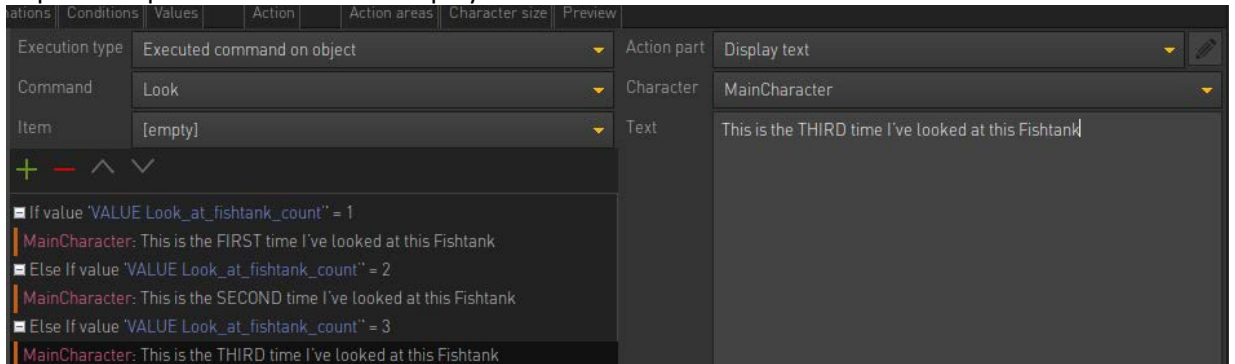 ations Conditions Values Action Action areas Character size Preview
Execution type Executed command on object Action part Display text
Command Look Character MainCharacter
Item [empty] Text This is the THIRD time I've looked at this Fishtank
If value 'VALUE Look_at_fishtank_count'' = 1
MainCharacter: This is the FIRST time I've looked at this Fishtank
Else If value 'VALUE Look_at_fishtank_count'' = 2
MainCharacter: This is the SECOND time I've looked at this Fishtank
Else If value 'VALUE Look_at_fishtank_count'' = 3
MainCharacter: This is the THIRD time I've looked at this Fishtank